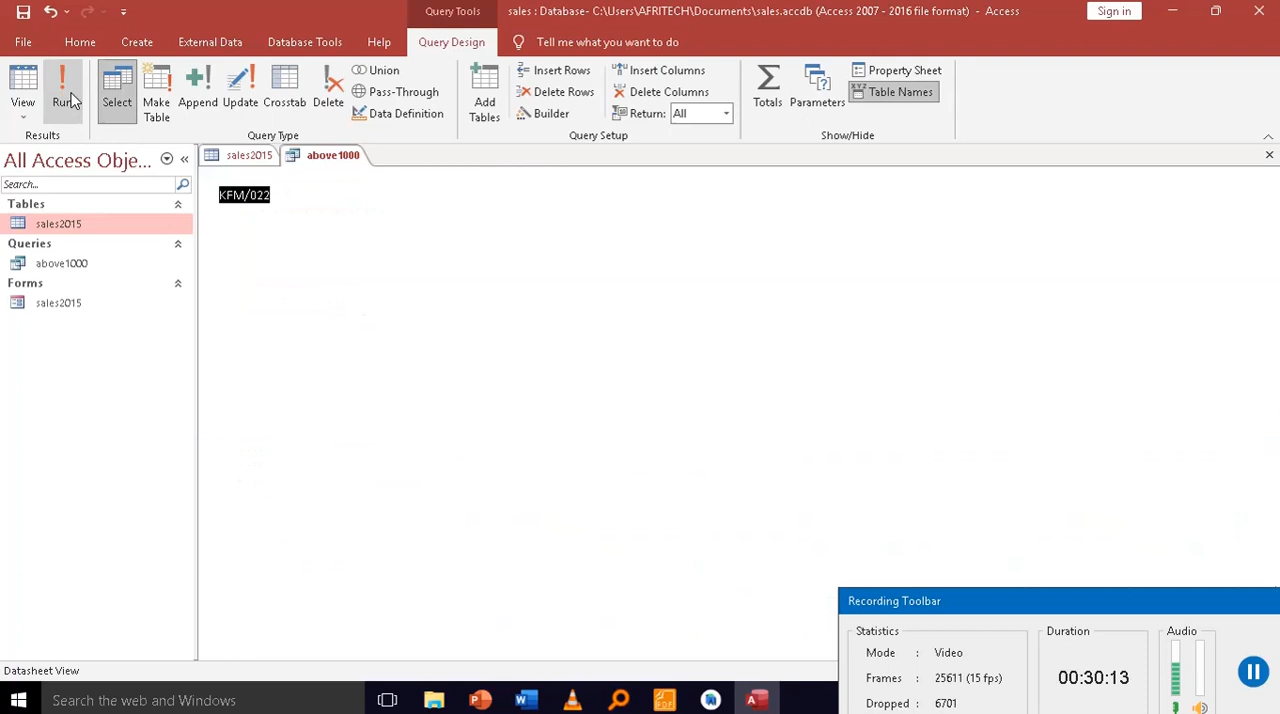 Query Tools
sales : Database- C:\Users\AFRITECH\Documents\sales.accdb (Access 2007 - 2016 file format) - Access
Sign in
File Home Create External Data Database Tools Help Query Design Tell me what you want to do
View
Run
Select
Make Table
Append
Update
Crosstab
Delete
Union
Pass-Through
Data Definition
Add Tables
Insert Rows
Delete Rows
Builder
Insert Columns
Delete Columns
Return: All
Totals
Parameters
Property Sheet
Table Names
Results
Query Type
Query Setup
Show/Hide
All Access Obje...
sales2015 above1000
Search...
KFM/022
Tables
sales2015
Queries
above1000
Forms
sales2015
Recording Toolbar
Statistics
Mode : Video
Frames : 25611 (15 fps)
Dropped : 6701
Duration
00:30:13
Audio
Datasheet View
Search the web and Windows